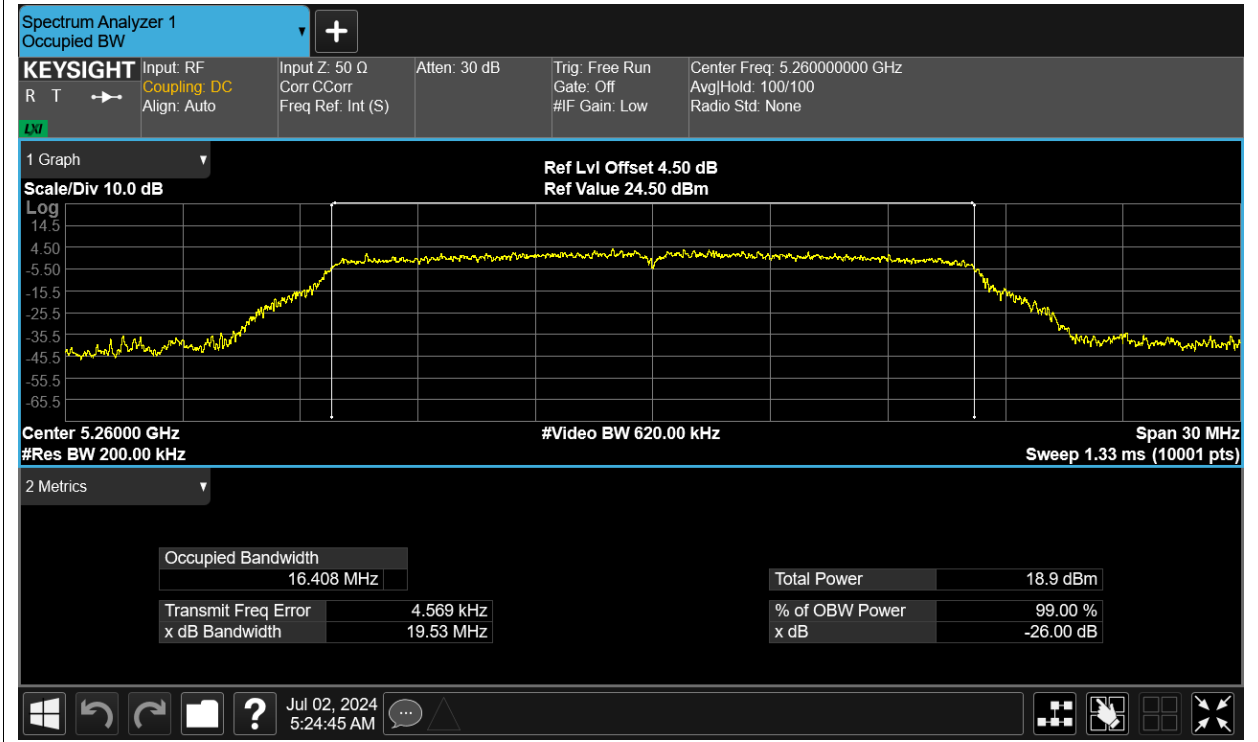 Spectrum Analyzer 1
Occupied BW
KEYSIGHT
R T
LXI
Input: RF
Coupling: DC
Align: Auto
Input Z: 50 Ω
Corr CCorr
Freq Ref: Int (S)
Atten: 30 dB
Trig: Free Run
Gate: Off
#IF Gain: Low
Center Freq: 5.260000000 GHz
Avg|Hold: 100/100
Radio Std: None
1 Graph
Scale/Div 10.0 dB
Ref Lvl Offset 4.50 dB
Ref Value 24.50 dBm
Log
14.5
4.50
-5.50
-15.5
-25.5
-35.5
-45.5
-55.5
-65.5
Center 5.26000 GHz
#Video BW 620.00 kHz
Span 30 MHz
#Res BW 200.00 kHz
Sweep 1.33 ms (10001 pts)
2 Metrics
Occupied Bandwidth
16.408 MHz
Total Power 18.9 dBm
Transmit Freq Error 4.569 kHz
% of OBW Power 99.00 %
x dB Bandwidth 19.53 MHz
x dB -26.00 dB
?
Jul 02, 2024
5:24:45 AM